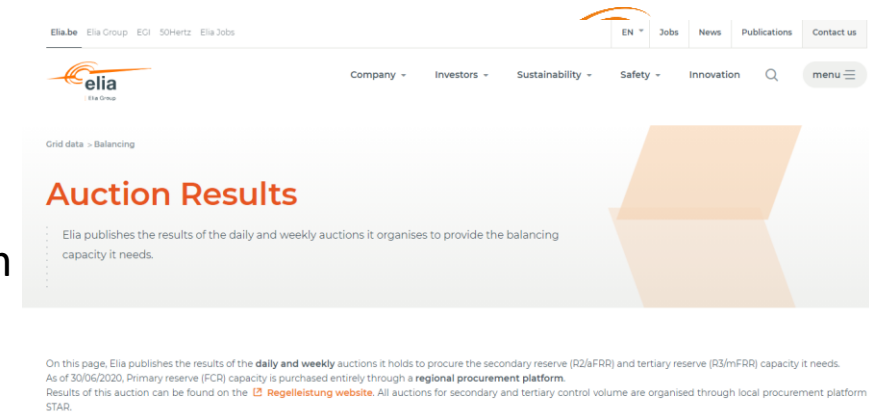 Elia.be Elia Group EGI 50Hertz Elia Jobs EN Jobs News Publications Contact us
elia
Elia Group
Company Investors Sustainability Safety Innovation menu
Grid data > Balancing
Auction Results
Elia publishes the results of the daily and weekly auctions it organises to provide the balancing
capacity it needs.
On this page, Elia publishes the results of the daily and weekly auctions it holds to procure the secondary reserve (R2/aFRR) and tertiary reserve (R3/mFRR) capacity it needs.
As of 30/06/2020, Primary reserve (FCR) capacity is purchased entirely through a regional procurement platform.
Results of this auction can be found on the Regelleistung website. All auctions for secondary and tertiary control volume are organised through local procurement platform
STAR.